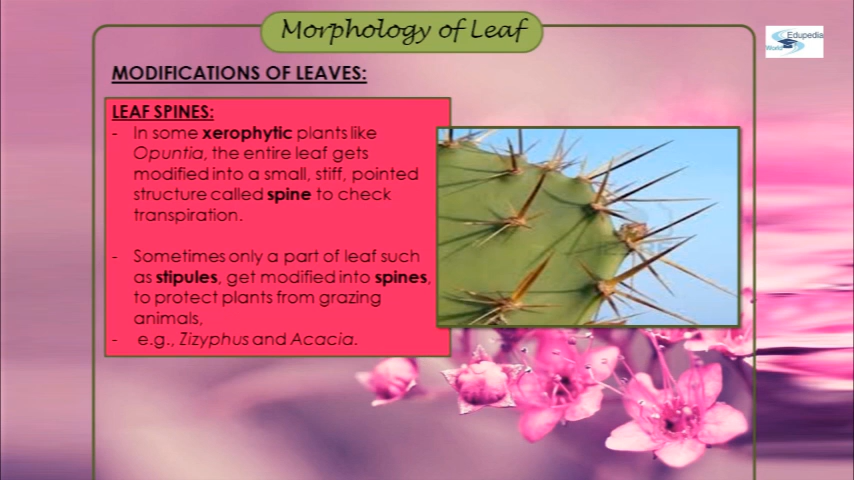 Morphology of Leaf
Edupedia
World
MODIFICATIONS OF LEAVES:
LEAF SPINES:
- In some xerophytic plants like
Opuntia, the entire leaf gets
modified into a small, stiff, pointed
structure called spine to check
transpiration.
- Sometimes only a part of leaf such
as stipules, get modified into spines,
to protect plants from grazing
animals,
- e.g., Zizyphus and Acacia.